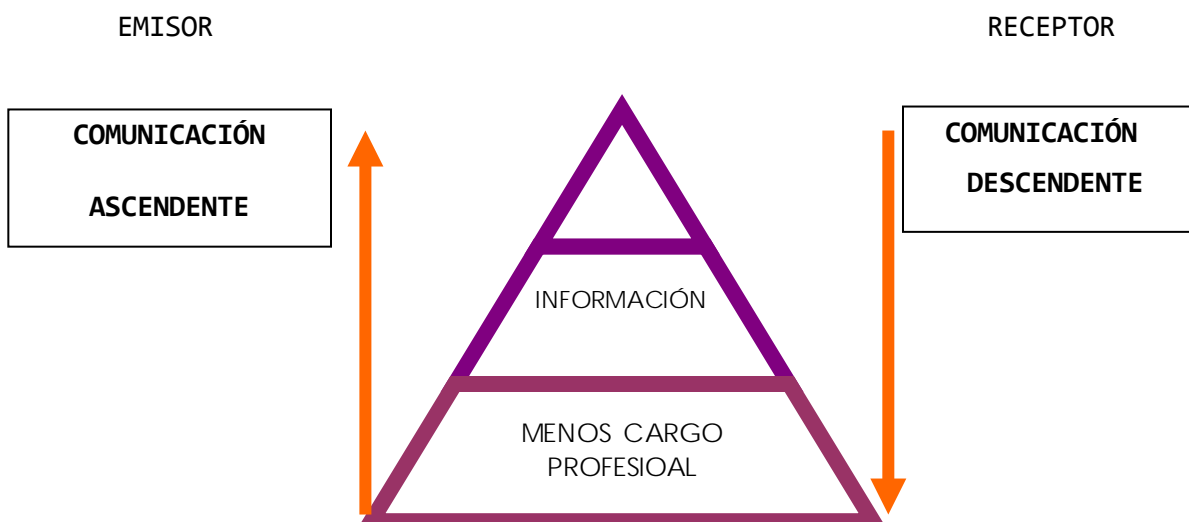 EMISOR
RECEPTOR
COMUNICACIÓN
ASCENDENTE
COMUNICACIÓN
DESCENDENTE
INFORMACIÓN
MENOS CARGO
PROFESIOAL